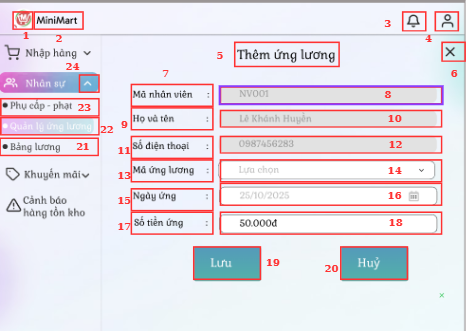 MiniMart
1
2
3
4
5
Thêm ứng lương
6
Nhập hàng
24
Nhân sự
7
Mã nhân viên :
NV001
8
Phụ cấp - phạt
23
9
Họ và tên :
Lê Khánh Huyền
10
Quản lý ứng lương
22
Bảng lương
21
11
Số điện thoại :
0987456283
12
Khuyến mãi
13
Mã ứng lương :
Lưu chọn
14
Cảnh báo
hàng tồn kho
15
Ngày ứng :
25/10/2025
16
17
Số tiền ứng :
50.000đ
18
Lưu
19
20
Huỷ